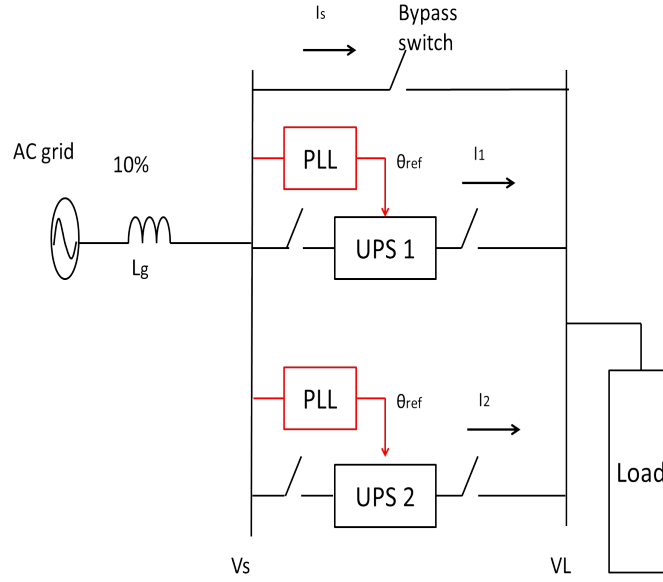 Is
Bypass
switch
AC grid
10%
PLL
θref
I1
UPS 1
Lg
PLL
θref
I2
UPS 2
Load
Vs
VL